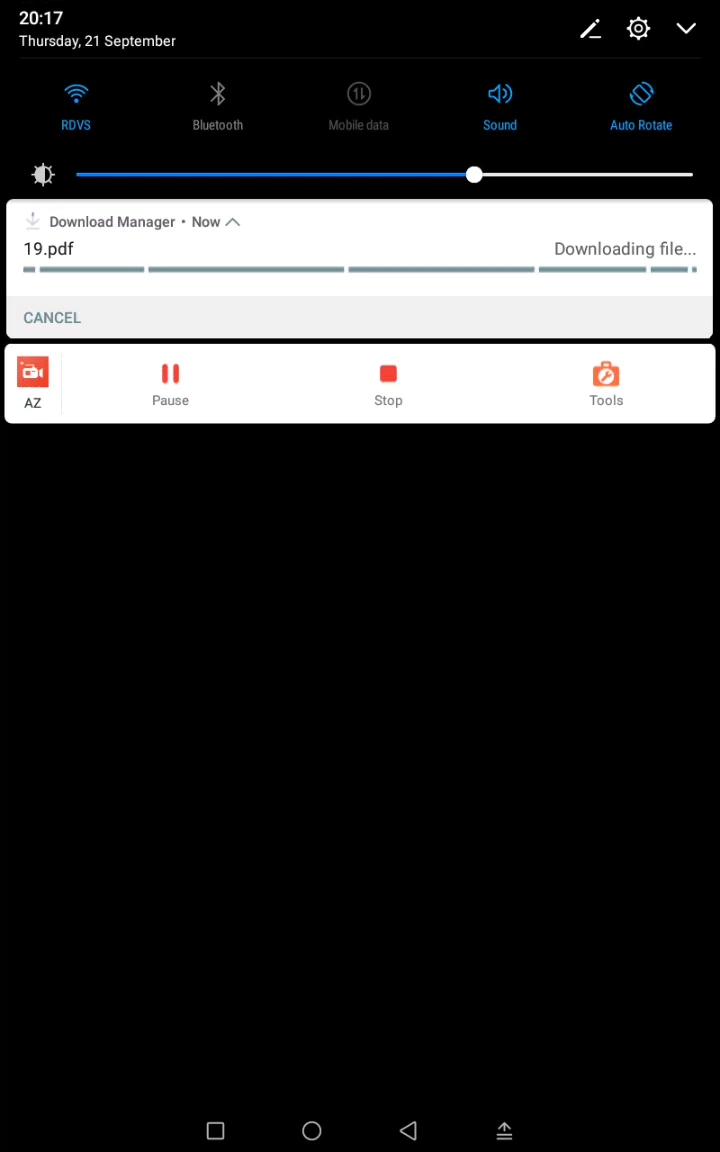 20:17
Thursday, 21 September
RDVS
Bluetooth
Mobile data
Sound
Auto Rotate
Download Manager • Now
19.pdf
Downloading file...
CANCEL
AZ
Pause
Stop
Tools